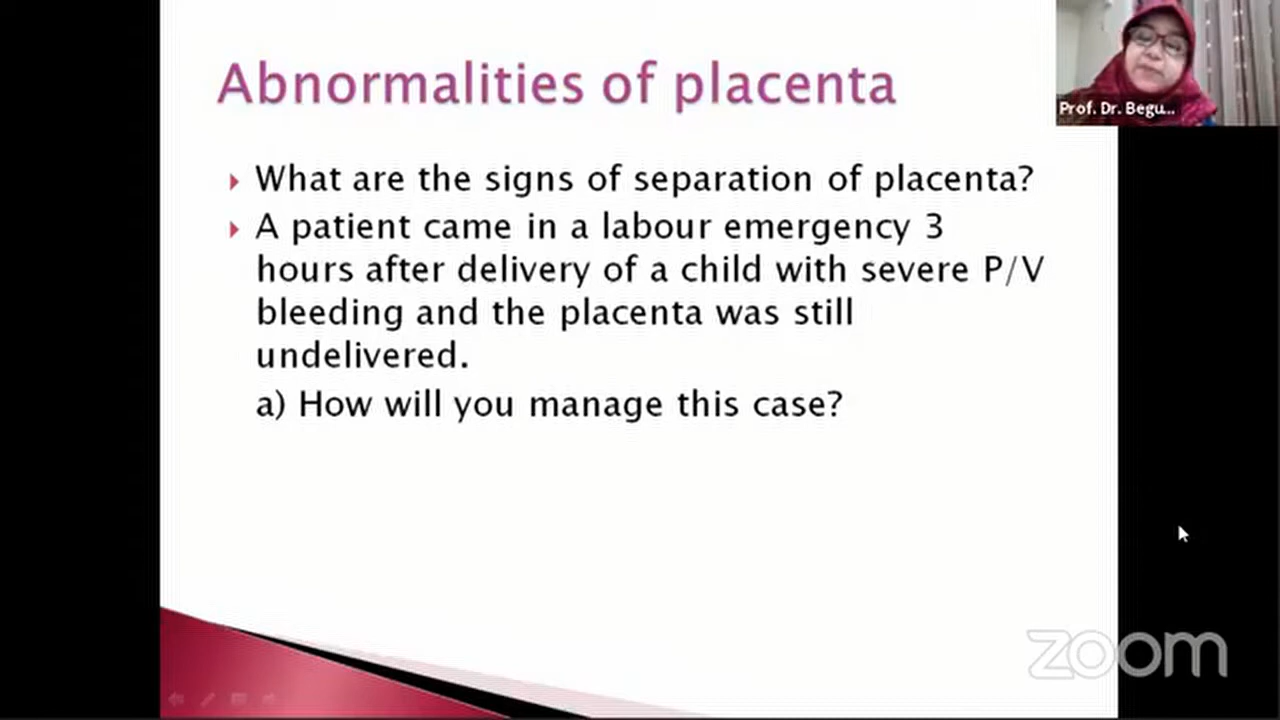 Abnormalities of placenta
What are the signs of separation of placenta?
A patient came in a labour emergency 3
hours after delivery of a child with severe P/V
bleeding and the placenta was still
undelivered.
a) How will you manage this case?
Prof. Dr. Begu...
zoom